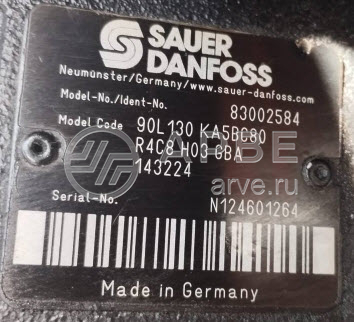 SAUER
DANFOSS
Neumünster/Germany/www.sauer-danfoss.com
Model-No./Ident-No. 83002584
Model Code 90L130 KA5BC80
R4C8 H03 GBA
143224
АРВЕ
arve.ru
Serial-No. N124601264
Made in Germany